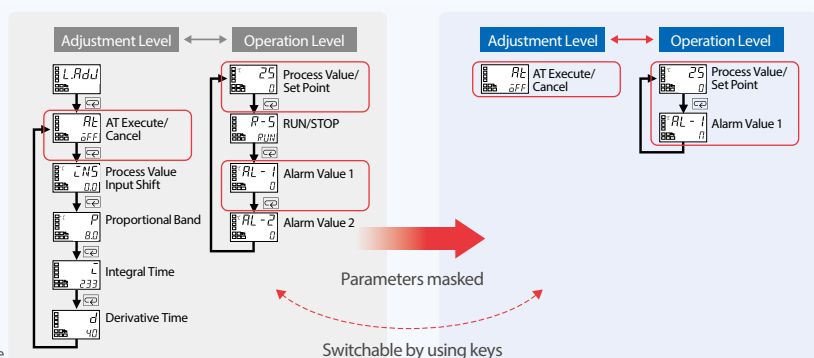 Adjustment Level
Operation Level
L.AdJ
At
oFF
AT Execute/
Cancel
INS
0.0
Process Value
Input Shift
P
8.0
Proportional Band
i
233
Integral Time
d
40
Derivative Time
25
0
Process Value/
Set Point
R-S
RUN
RUN/STOP
AL-1
0
Alarm Value 1
AL-2
0
Alarm Value 2
Parameters masked
Switchable by using keys
Adjustment Level
Operation Level
At
oFF
AT Execute/
Cancel
25
0
Process Value/
Set Point
AL-1
Alarm Value 1
e